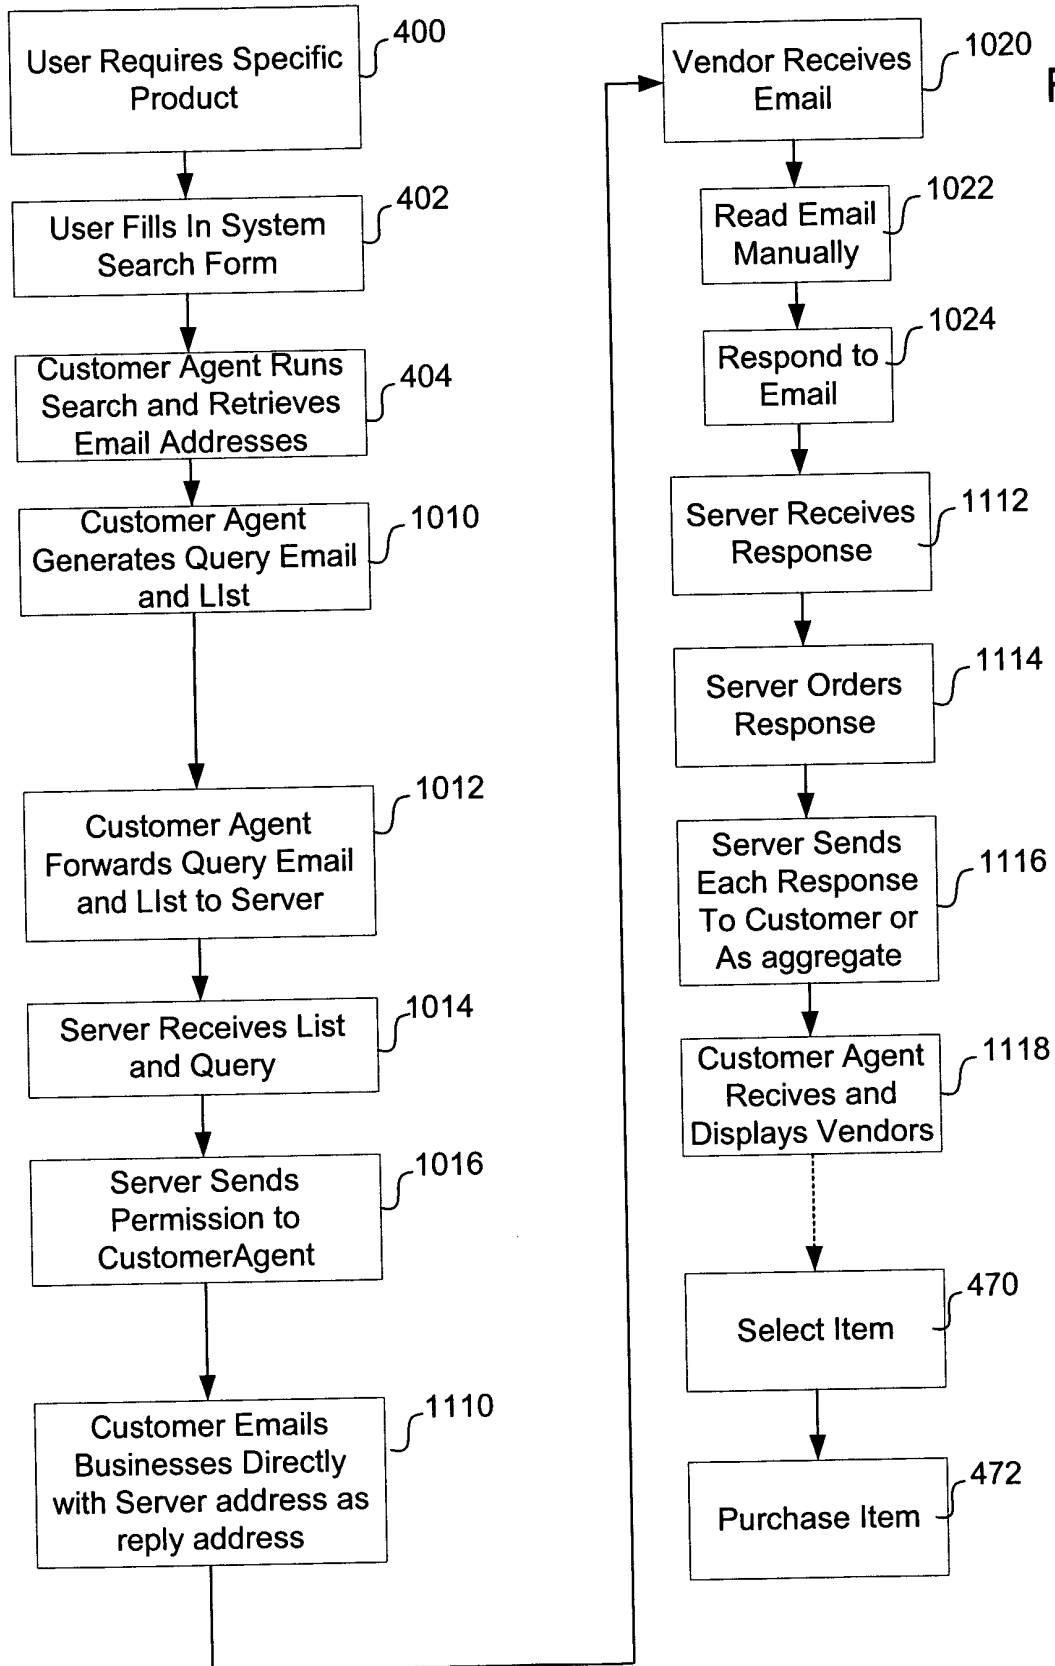 User Requires Specific
Product
400
User Fills In System
Search Form
402
Customer Agent Runs
Search and Retrieves
Email Addresses
404
Customer Agent
Generates Query Email
and LIst
1010
Customer Agent
Forwards Query Email
and LIst to Server
1012
Server Receives List
and Query
1014
Server Sends
Permission to
CustomerAgent
1016
Customer Emails
Businesses Directly
with Server address as
reply address
1110
Vendor Receives
Email
1020
Read Email
Manually
1022
Respond to
Email
1024
Server Receives
Response
1112
Server Orders
Response
1114
Server Sends
Each Response
To Customer or
As aggregate
1116
Customer Agent
Recives and
Displays Vendors
1118
Select Item
470
Purchase Item
472